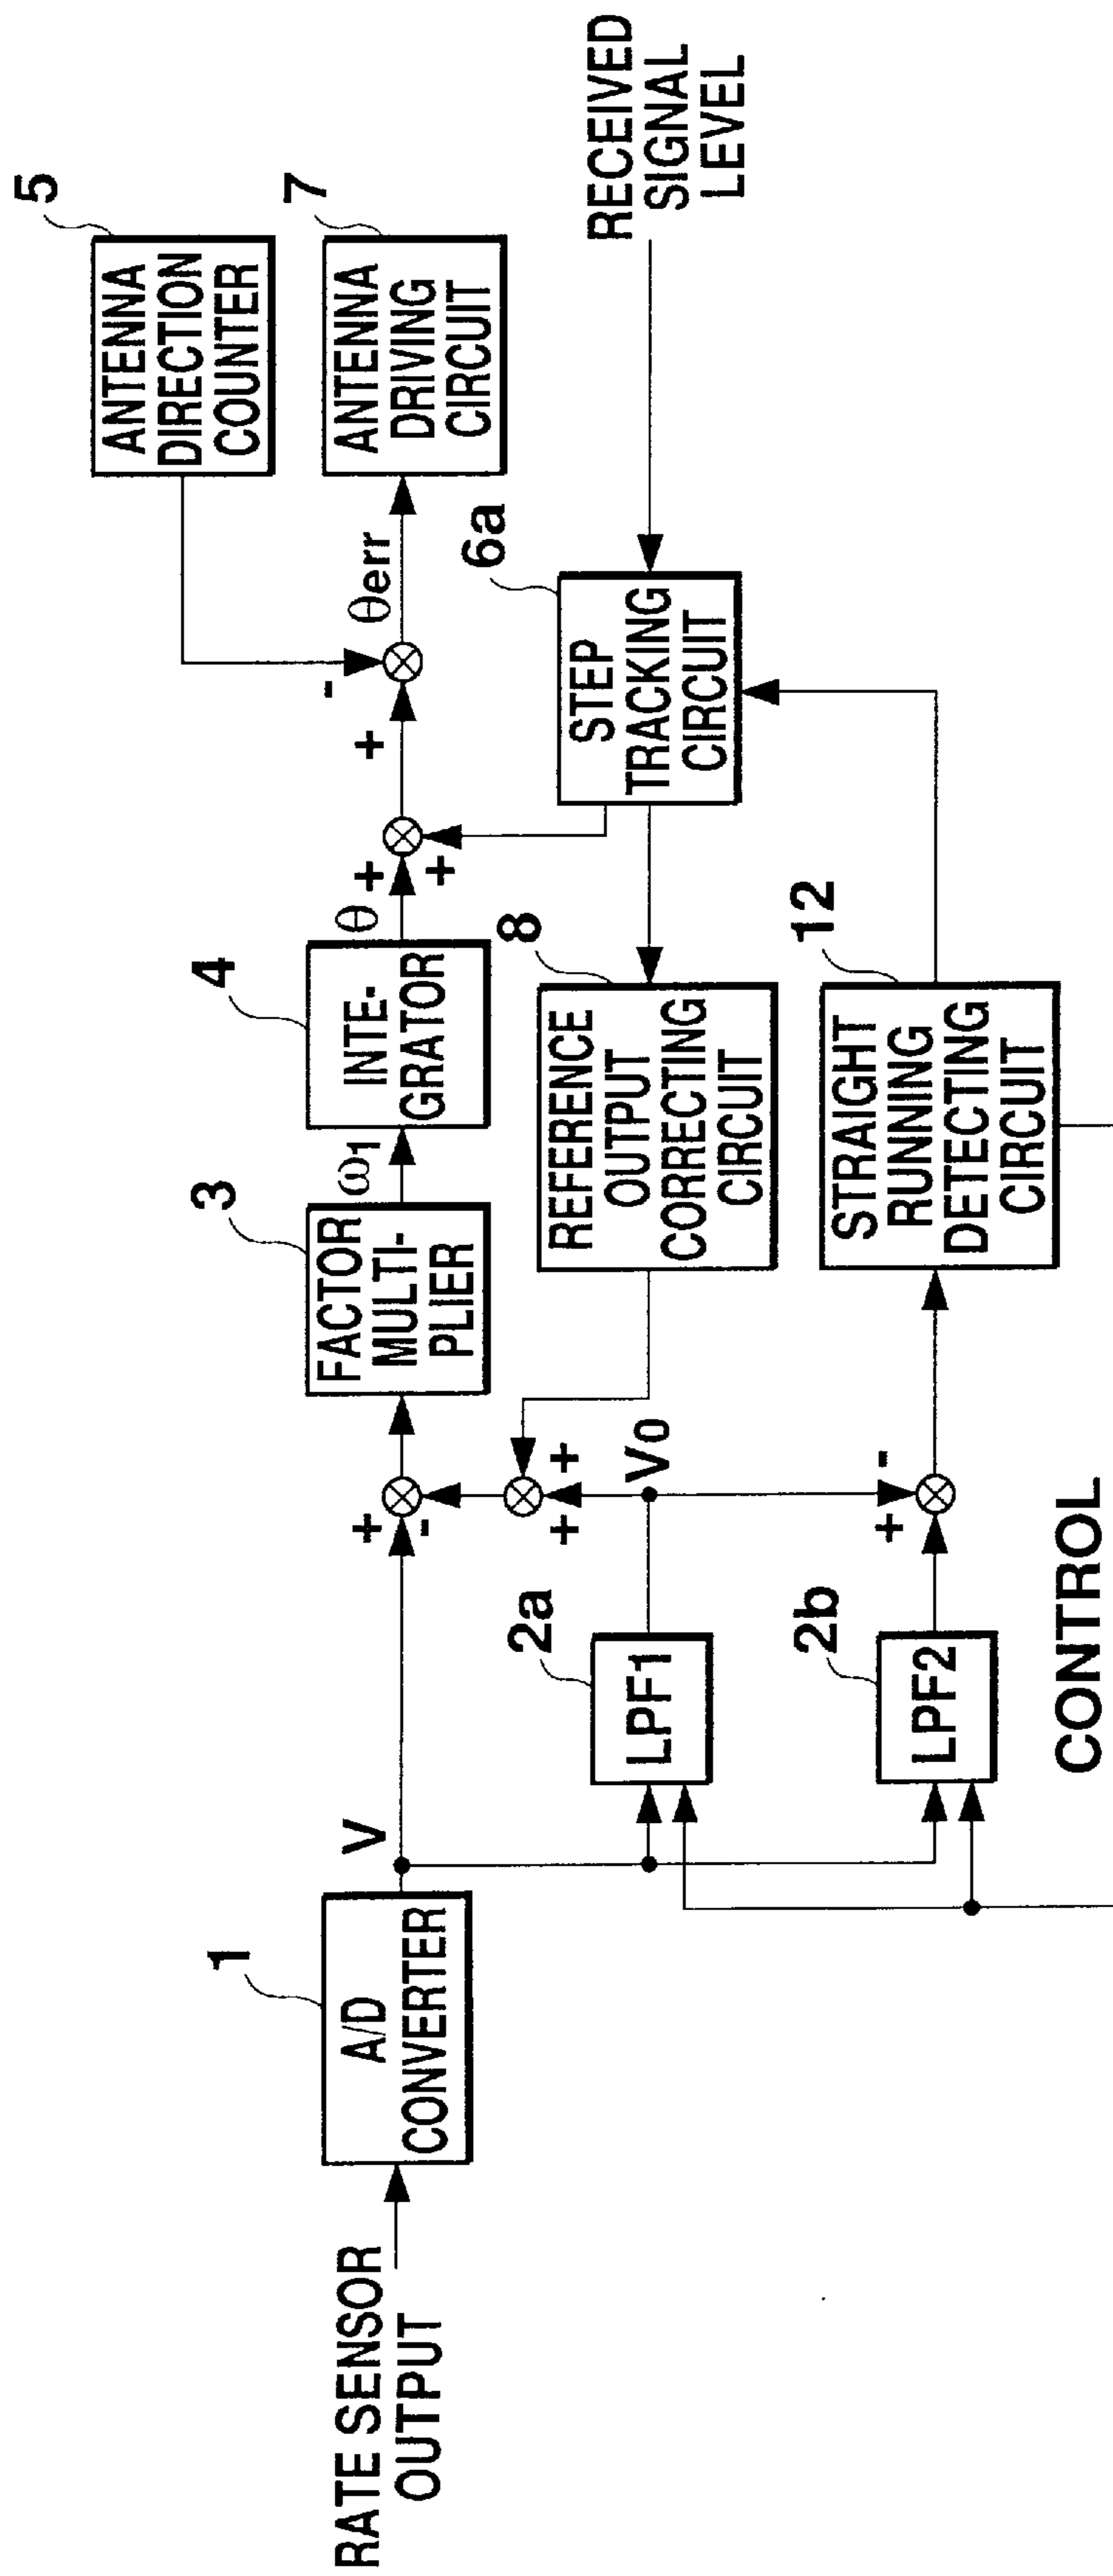 RATE SENSOR
OUTPUT
1
A/D
CONVERTER
V
+
-
3
FACTOR
MULTI-
PLIER
ω1
4
INTE-
GRATOR
θ
+
+
+
-
θerr
5
ANTENNA
DIRECTION
COUNTER
7
ANTENNA
DRIVING
CIRCUIT
2a
LPF1
+
+
V0
8
REFERENCE
OUTPUT
CORRECTING
CIRCUIT
6a
STEP
TRACKING
CIRCUIT
RECEIVED
SIGNAL
LEVEL
2b
LPF2
+
-
12
STRAIGHT
RUNNING
DETECTING
CIRCUIT
CONTROL